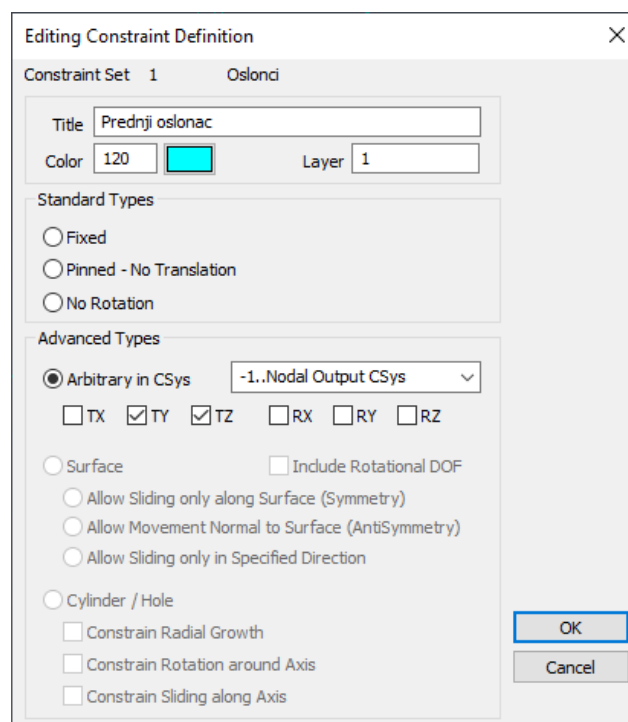 Editing Constraint Definition
Constraint Set 1 Oslonci
Title Prednji oslonac
Color 120 Layer 1
Standard Types
Fixed
Pinned - No Translation
No Rotation
Advanced Types
Arbitrary in CSys -1..Nodal Output CSys
TX TY TZ RX RY RZ
Surface Include Rotational DOF
Allow Sliding only along Surface (Symmetry)
Allow Movement Normal to Surface (AntiSymmetry)
Allow Sliding only in Specified Direction
Cylinder / Hole
Constrain Radial Growth
OK
Constrain Rotation around Axis
Cancel
Constrain Sliding along Axis